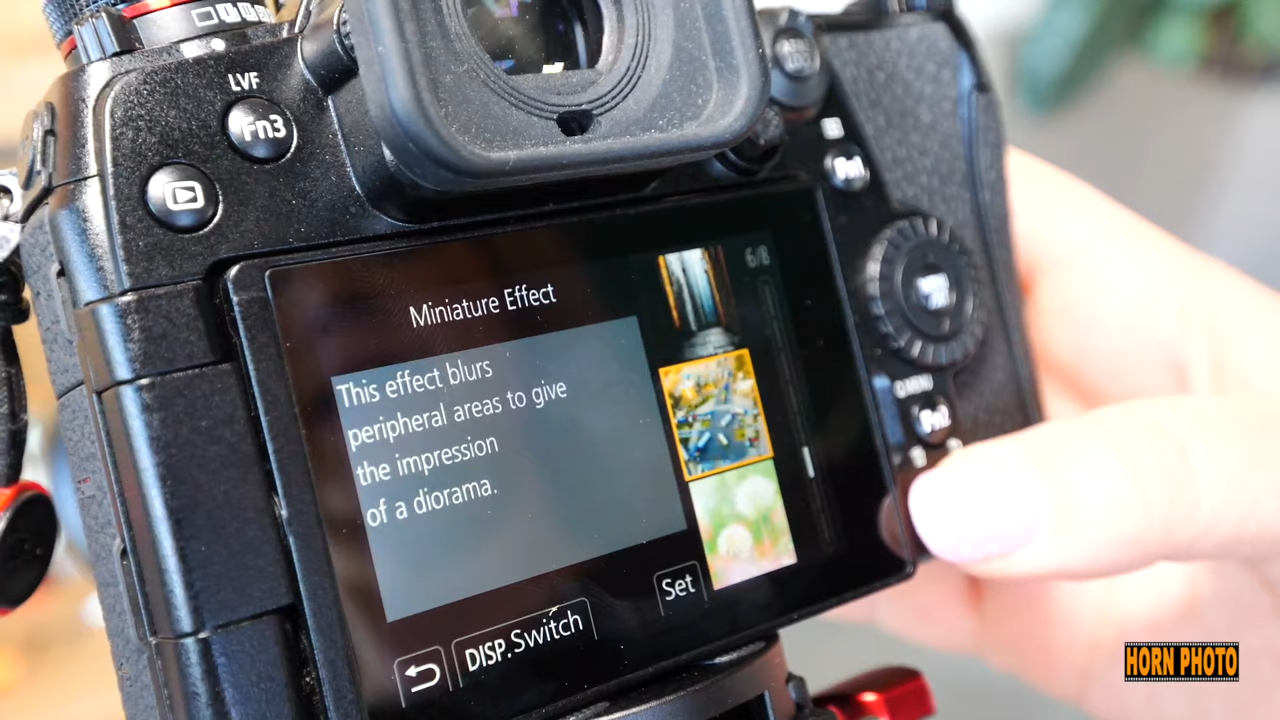 LVF
Fn3
Fn1
6/8
Miniature Effect
This effect blurs
peripheral areas to give
the impression
of a diorama.
Q.MENU
Fn2
Set
DISP. Switch
HORN PHOTO